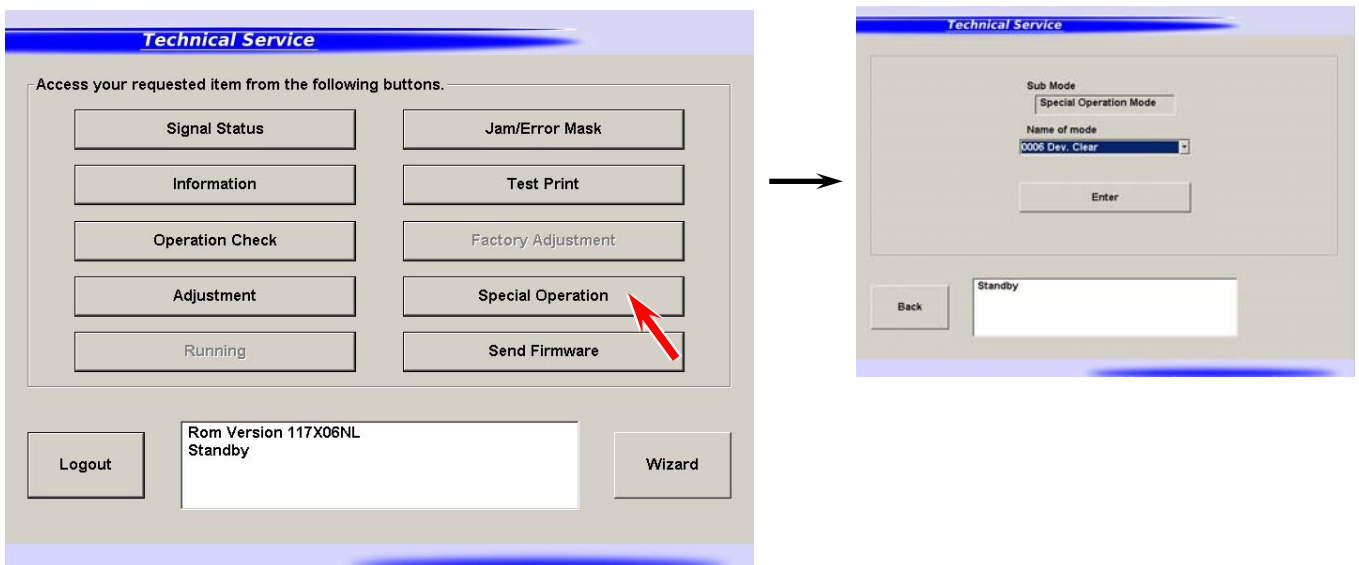 Technical Service
Access your requested item from the following buttons.
Signal Status
Jam/Error Mask
Information
Test Print
Operation Check
Factory Adjustment
Adjustment
Special Operation
Running
Send Firmware
Logout
Rom Version 117X06NL
Standby
Wizard
Technical Service
Sub Mode
Special Operation Mode
Name of mode
0006 Dev. Clear
Enter
Back
Standby